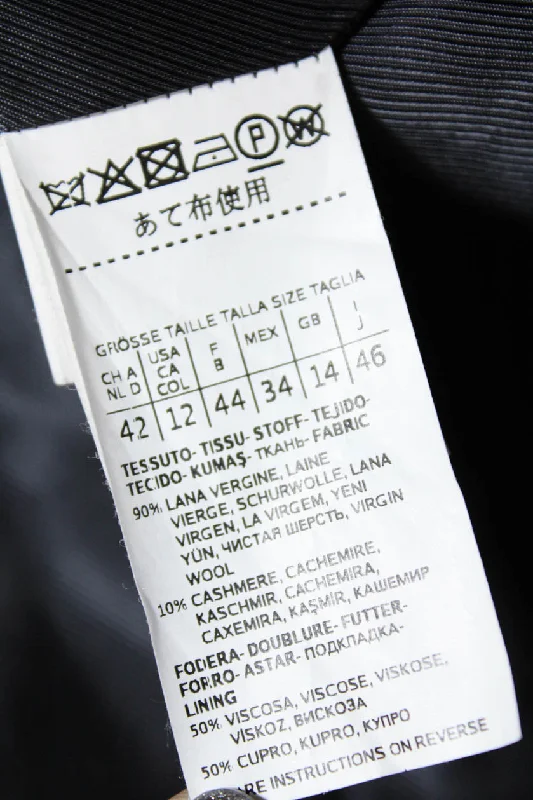 P W
あて布使用
GRÖSSE TAILLE TALLA SIZE TAGLIA
CH A NL D
USA CA COL
F B
MEX
GB
I J
42 12 44 34 14 46
TESSUTO- TISSU- STOFF- TEJIDO-
TECIDO- KUMAŞ- ТКАНЬ- FABRIC
90% LANA VERGINE, LAINE
VIERGE, SCHURWOLLE, LANA
VIRGEN, LA VIRGEM, YENI
YÜN, ЧИСТАЯ ШЕРСТЬ, VIRGIN
WOOL
10% CASHMERE, CACHEMIRE,
KASCHMIR, CACHEMIRA,
CAXEMIRA, KAŞMIR, КАШЕМИР
FODERA- DOUBLURE- FUTTER-
FORRO- ASTAR- ПОДКЛАДКА-
LINING
50% VISCOSA, VISCOSE, VISKOSE,
VISKOZ, ВИСКОЗА
50% CUPRO, KUPRO, КУПРО
ARE INSTRUCTIONS ON REVERSE